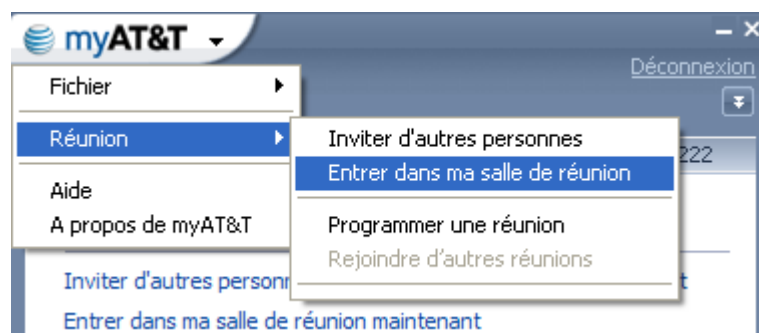 myAT&T
Déconnexion
Fichier
Réunion
Aide
A propos de myAT&T
Inviter d'autres personnes
Entrer dans ma salle de réunion
Programmer une réunion
Rejoindre d’autres réunions
222
Inviter d'autres
Entrer dans ma salle de réunion maintenant